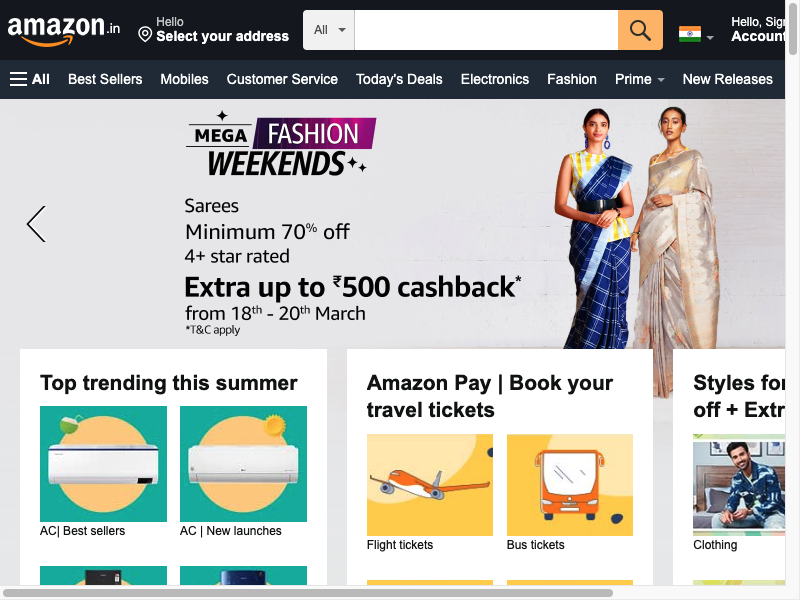 amazon.in
Hello
Select your address
All
Hello, Sig
Account
All
Best Sellers
Mobiles
Customer Service
Today's Deals
Electronics
Fashion
Prime
New Releases
MEGA FASHION
WEEKENDS
Sarees
Minimum 70% off
4+ star rated
Extra up to ₹500 cashback*
from 18th - 20th March
*T&C apply
Top trending this summer
AC| Best sellers
AC | New launches
Amazon Pay | Book your
travel tickets
Flight tickets
Bus tickets
Styles for
off + Extr
Clothing